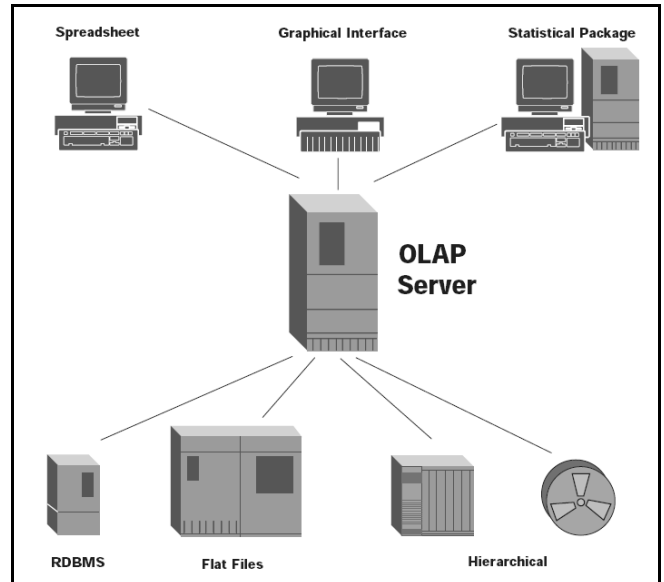 Spreadsheet
Graphical Interface
Statistical Package
OLAP
Server
RDBMS
Flat Files
Hierarchical